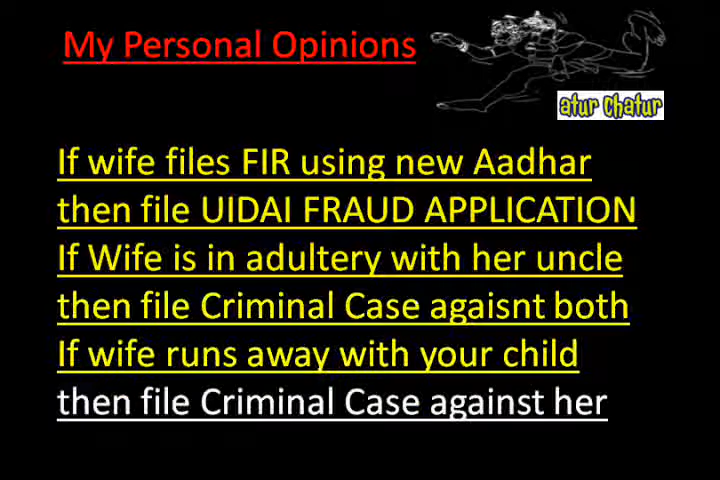 My Personal Opinions
atur chatur
If wife files FIR using new Aadhar
then file UIDAI FRAUD APPLICATION
If Wife is in adultery with her uncle
then file Criminal Case agaisnt both
If wife runs away with your child
then file Criminal Case against her